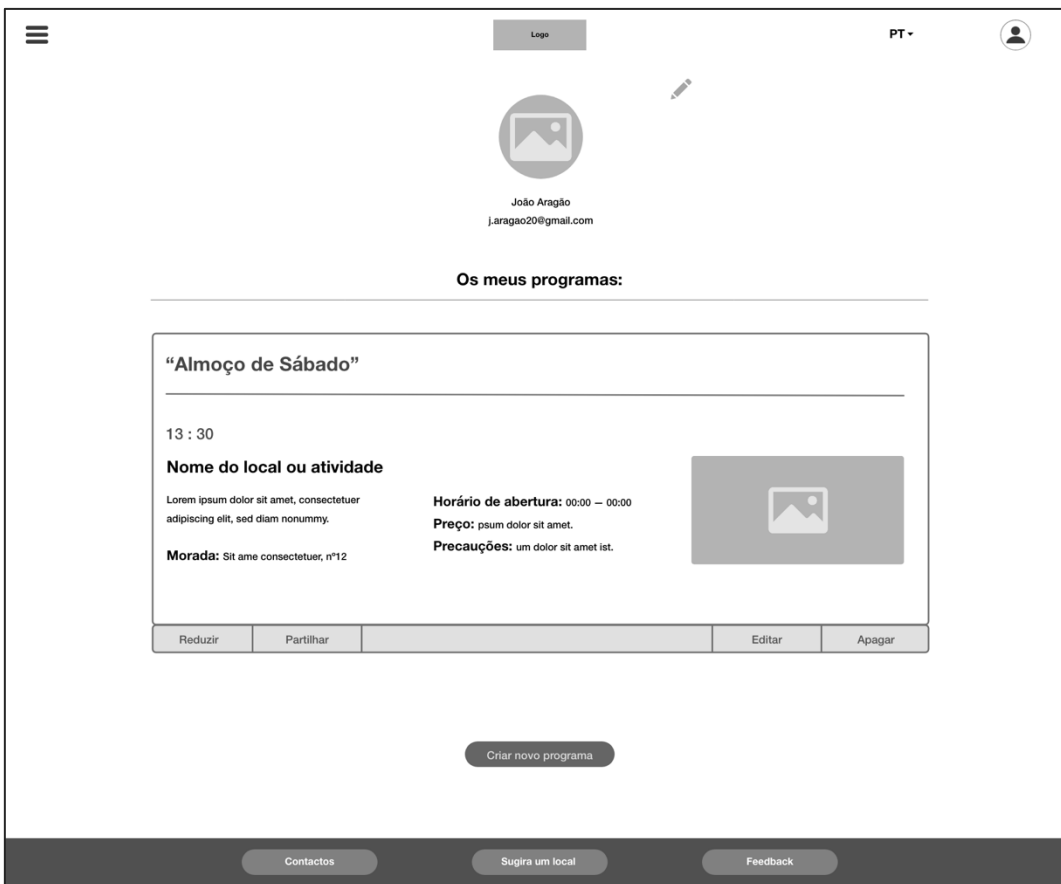 Logo
PT
João Aragão
j.aragao20@gmail.com
Os meus programas:
“Almoço de Sábado”
13 : 30
Nome do local ou atividade
Lorem ipsum dolor sit amet, consectetuer
adipiscing elit, sed diam nonummy.
Morada: Sit ame consectetuer, nº12
Horário de abertura: 00:00 — 00:00
Preço: psum dolor sit amet.
Precauções: um dolor sit amet ist.
Reduzir
Partilhar
Editar
Apagar
Criar novo programa
Contactos
Sugira um local
Feedback